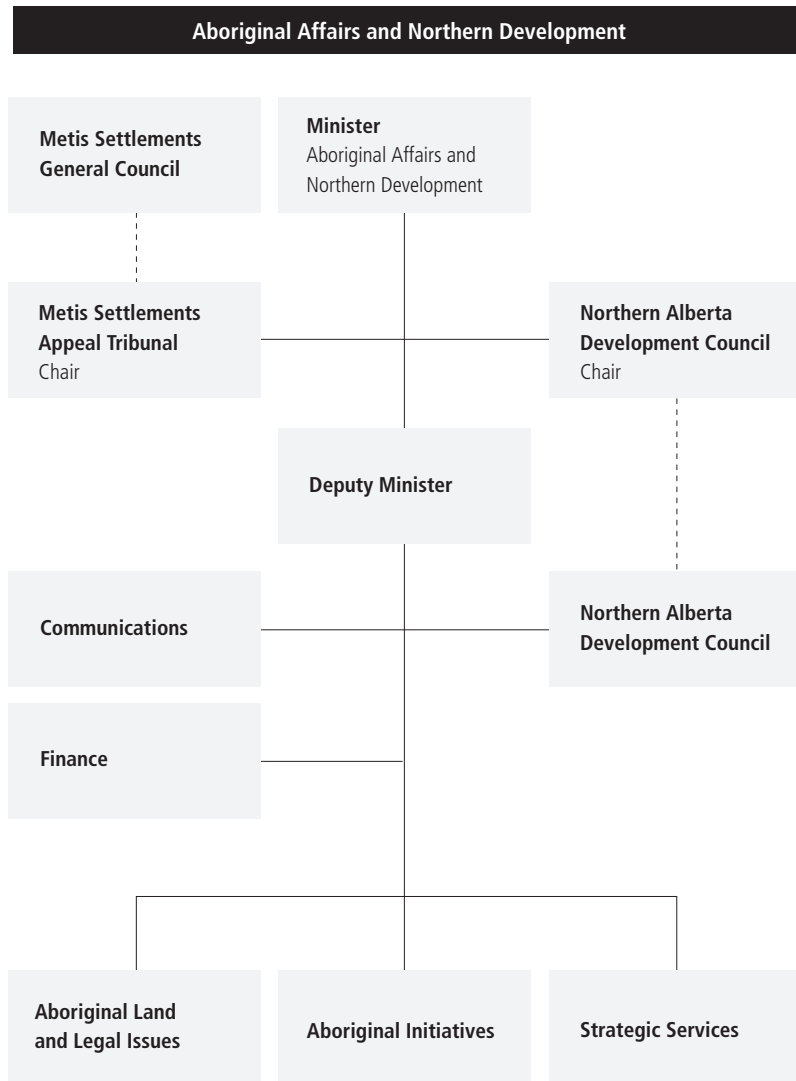 Aboriginal Affairs and Northern Development
Metis Settlements
General Council
Minister
Aboriginal Affairs and
Northern Development
Metis Settlements
Appeal Tribunal
Chair
Northern Alberta
Development Council
Chair
Deputy Minister
Communications
Northern Alberta
Development Council
Finance
Aboriginal Land
and Legal Issues
Aboriginal Initiatives
Strategic Services